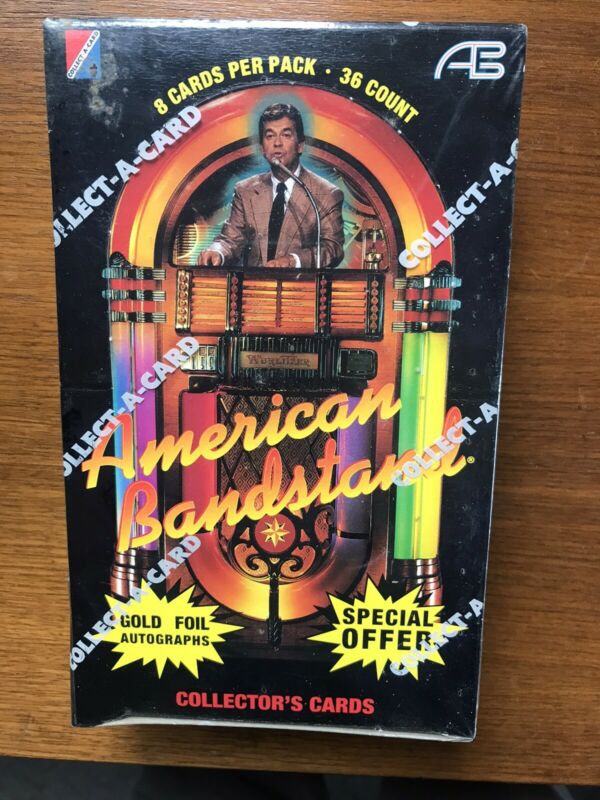 COLLECT-A-CARD
AB
8 CARDS PER PACK · 36 COUNT
COLLECT-A-CARD
COLLECT-A-
WURLITZER
COLLECT-A-CARD
COLLECT-A
American
Bandstand®
COLLECT-A-CARD
GOLD FOIL
AUTOGRAPHS
SPECIAL
OFFER
COLLECT-A
COLLECTOR'S CARDS